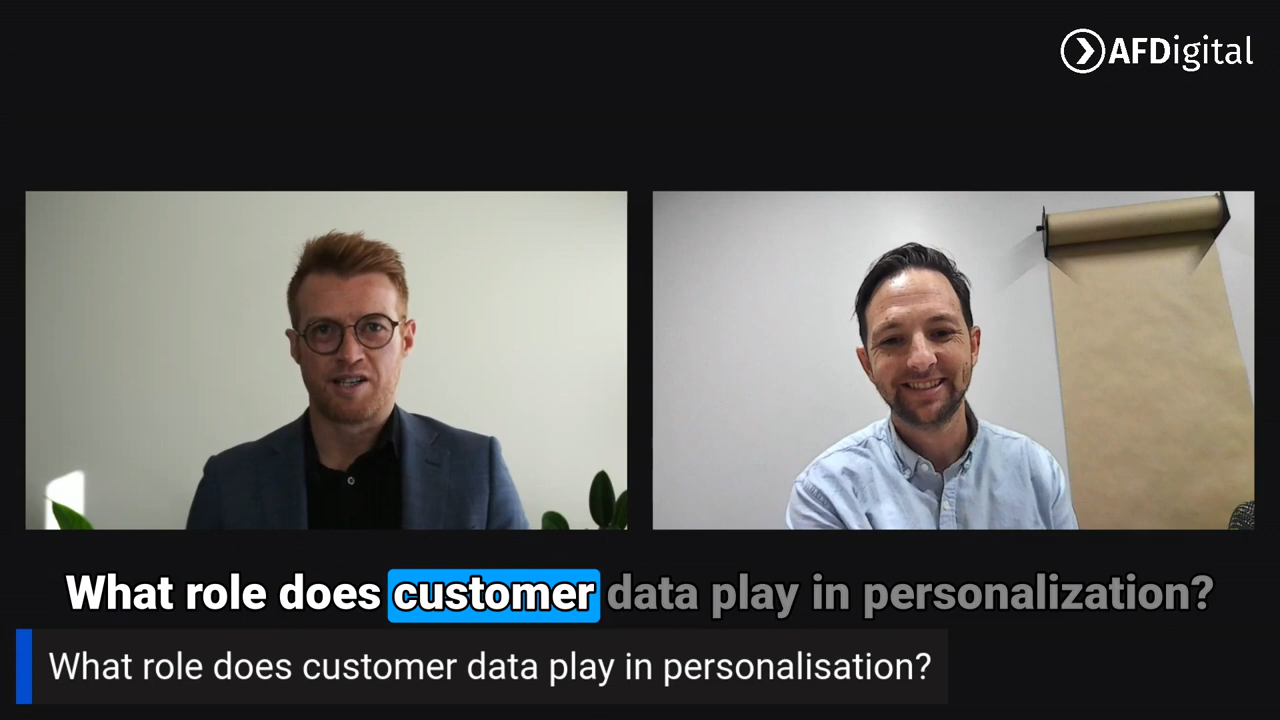 AFDigital
What role does customer data play in personalization?
What role does customer data play in personalisation?